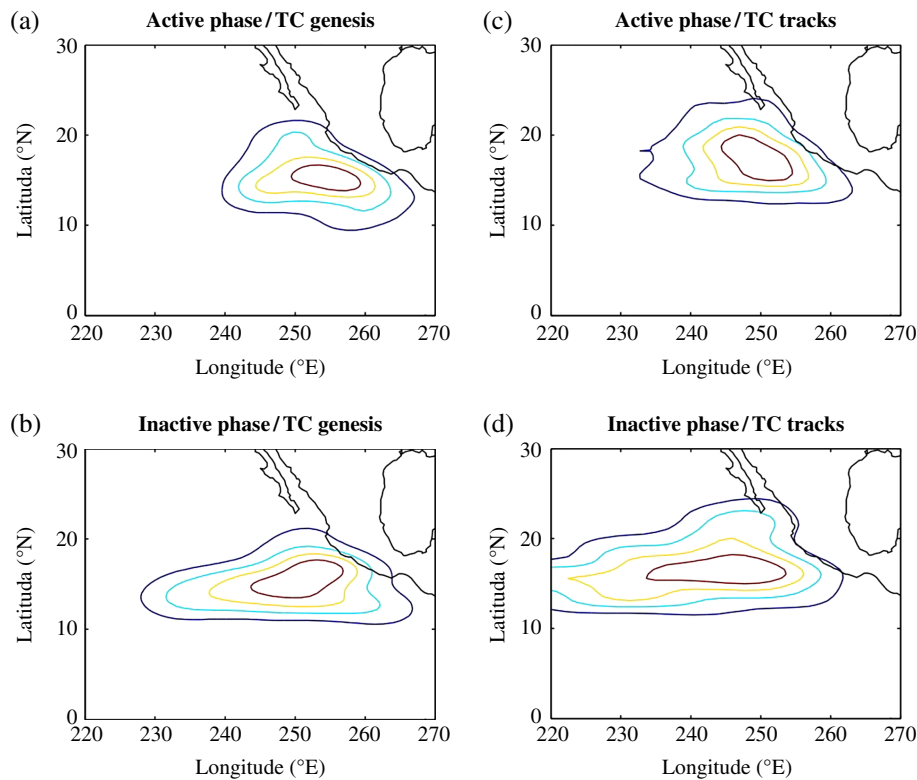 (a)
Active phase / TC genesis
30
20
10
0
Latituda (°N)
220 230 240 250 260 270
Longitude (°E)
(c)
Active phase / TC tracks
30
20
10
0
Latituda (°N)
220 230 240 250 260 270
Longitude (°E)
(b)
Inactive phase / TC genesis
30
20
10
0
Latituda (°N)
220 230 240 250 260 270
Longitude (°E)
(d)
Inactive phase / TC tracks
30
20
10
0
Latituda (°N)
220 230 240 250 260 270
Longitude (°E)